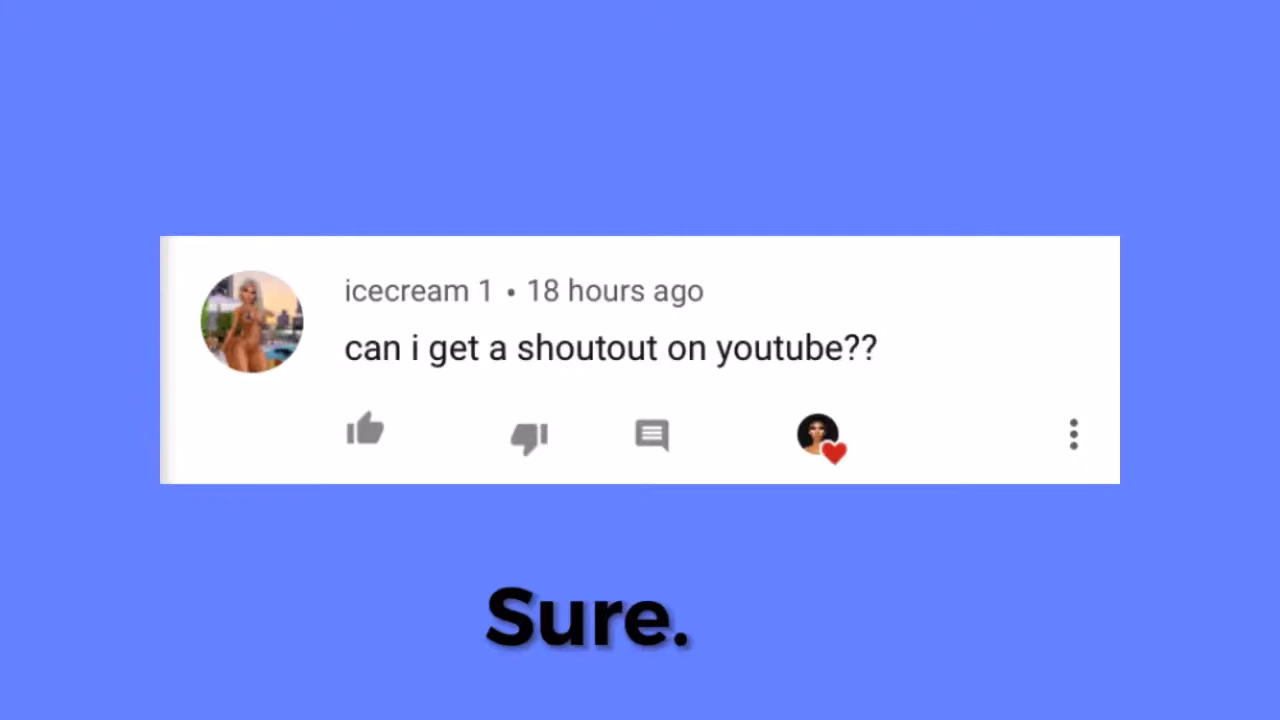 icecream 1 • 18 hours ago
can i get a shoutout on youtube??
Sure.